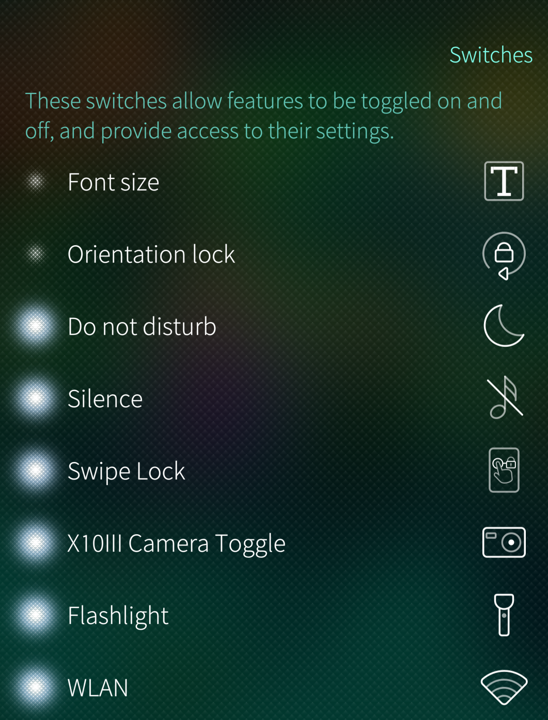 Switches
These switches allow features to be toggled on and
off, and provide access to their settings.
Font size
Orientation lock
Do not disturb
Silence
Swipe Lock
X10III Camera Toggle
Flashlight
WLAN